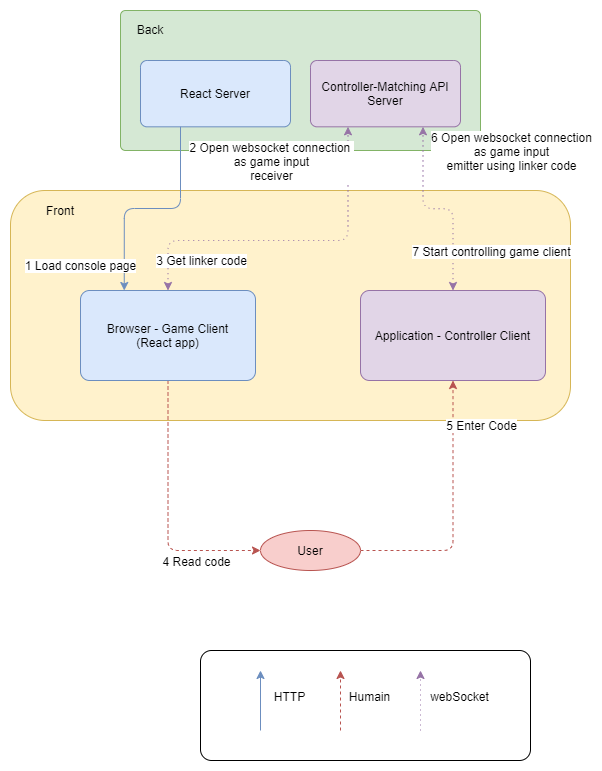 Back
React Server
Controller-Matching API
Server
2 Open websocket connection
as game input
receiver
6 Open websocket connection
as game input
emitter using linker code
Front
1 Load console page
3 Get linker code
7 Start controlling game client
Browser - Game Client
(React app)
Application - Controller Client
5 Enter Code
User
4 Read code
HTTP
Humain
webSocket